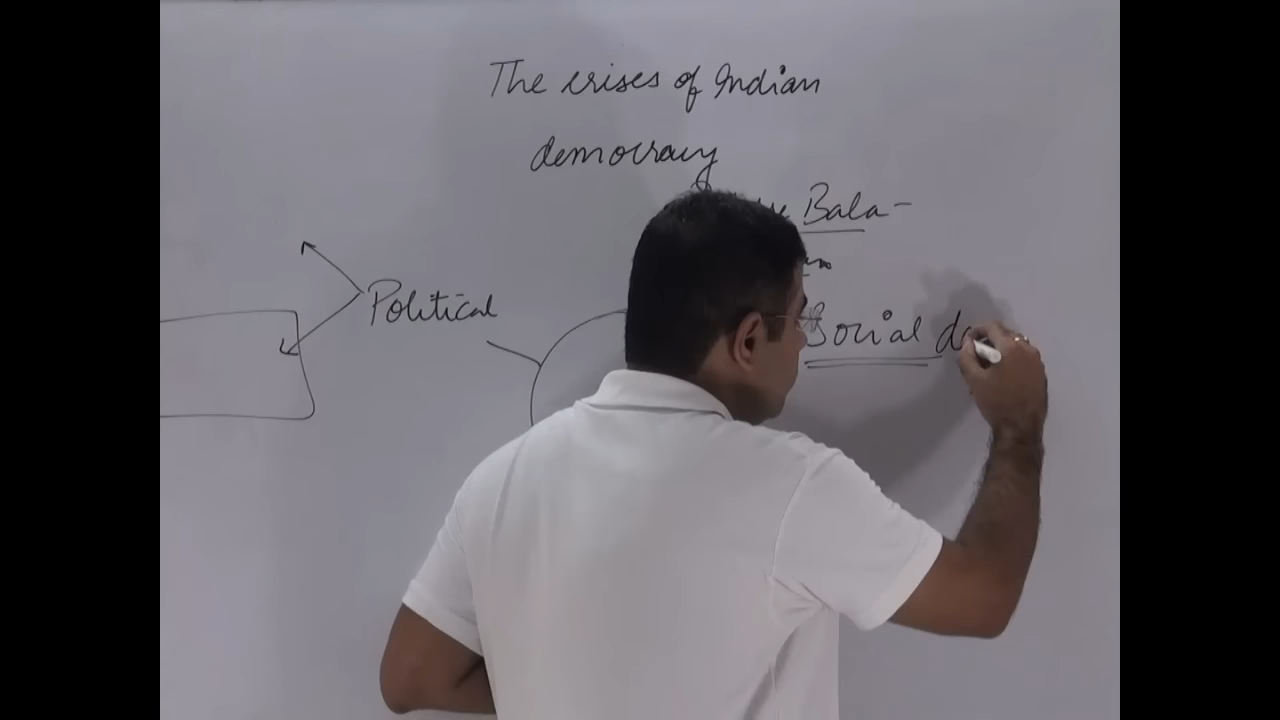 The crises of Indian
democracy
Bala-
Political
Social